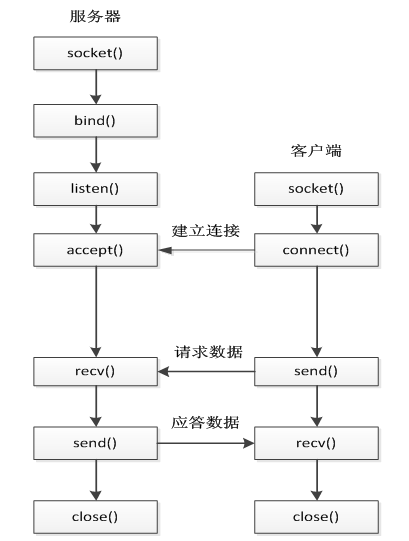 服务器
socket()
bind()
客户端
listen()
socket()
建立连接
accept()
connect()
请求数据
recv()
send()
应答数据
send()
recv()
close()
close()